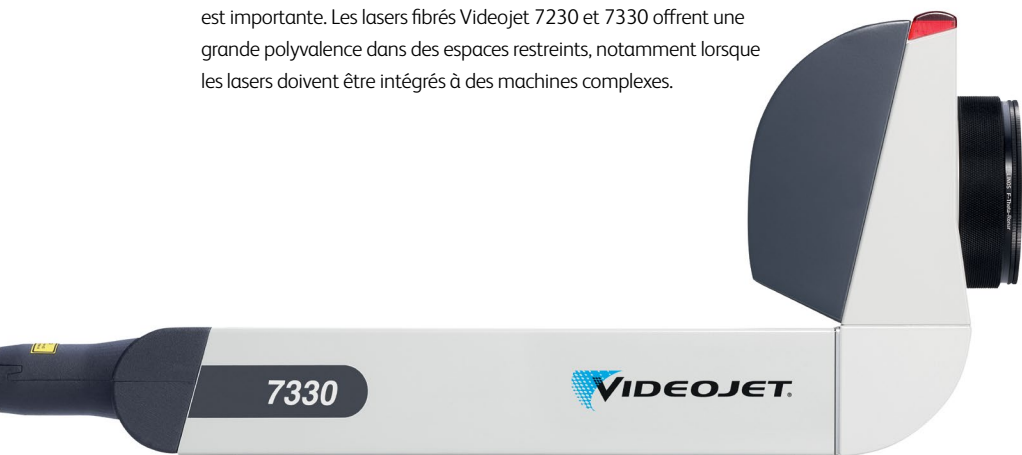 est importante. Les lasers fibrés Videojet 7230 et 7330 offrent une
grande polyvalence dans des espaces restreints, notamment lorsque
les lasers doivent être intégrés à des machines complexes.
7330
VIDEOJET.